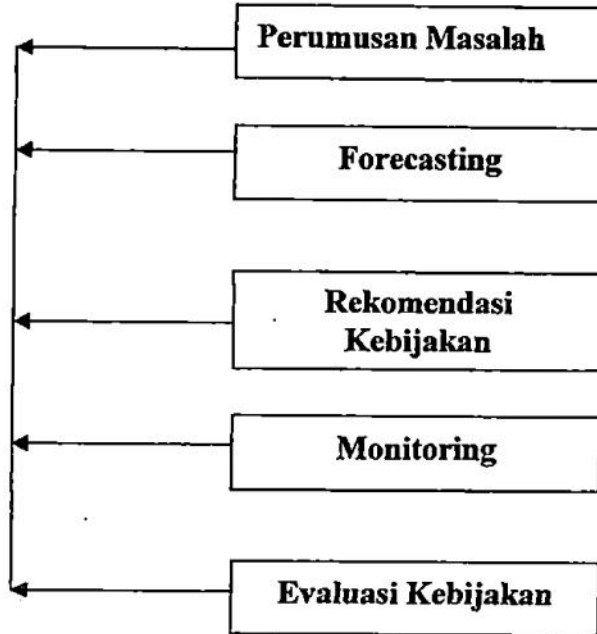 Perumusan Masalah
Forecasting
Rekomendasi
Kebijakan
Monitoring
Evaluasi Kebijakan